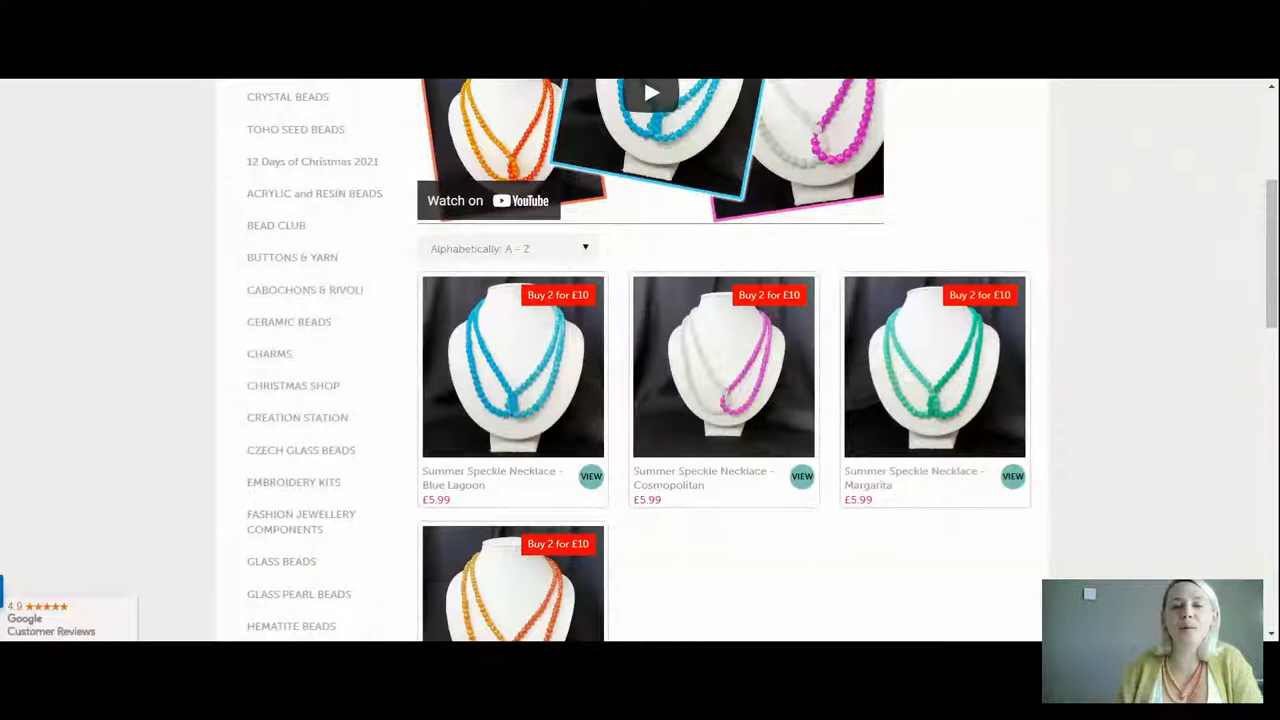 CRYSTAL BEADS
TOHO SEED BEADS
12 Days of Christmas 2021
ACRYLIC and RESIN BEADS
BEAD CLUB
BUTTONS & YARN
CABOCHONS & RIVOLI
CERAMIC BEADS
CHARMS
CHRISTMAS SHOP
CREATION STATION
CZECH GLASS BEADS
EMBROIDERY KITS
FASHION JEWELLERY
COMPONENTS
GLASS BEADS
GLASS PEARL BEADS
HEMATITE BEADS
Watch on YouTube
Alphabetically: A - Z
Buy 2 for £10
Summer Speckle Necklace -
Blue Lagoon
£5.99
VIEW
Buy 2 for £10
Summer Speckle Necklace -
Cosmopolitan
£5.99
VIEW
Buy 2 for £10
Summer Speckle Necklace -
Margarita
£5.99
VIEW
Buy 2 for £10
4.9
Google
Customer Reviews